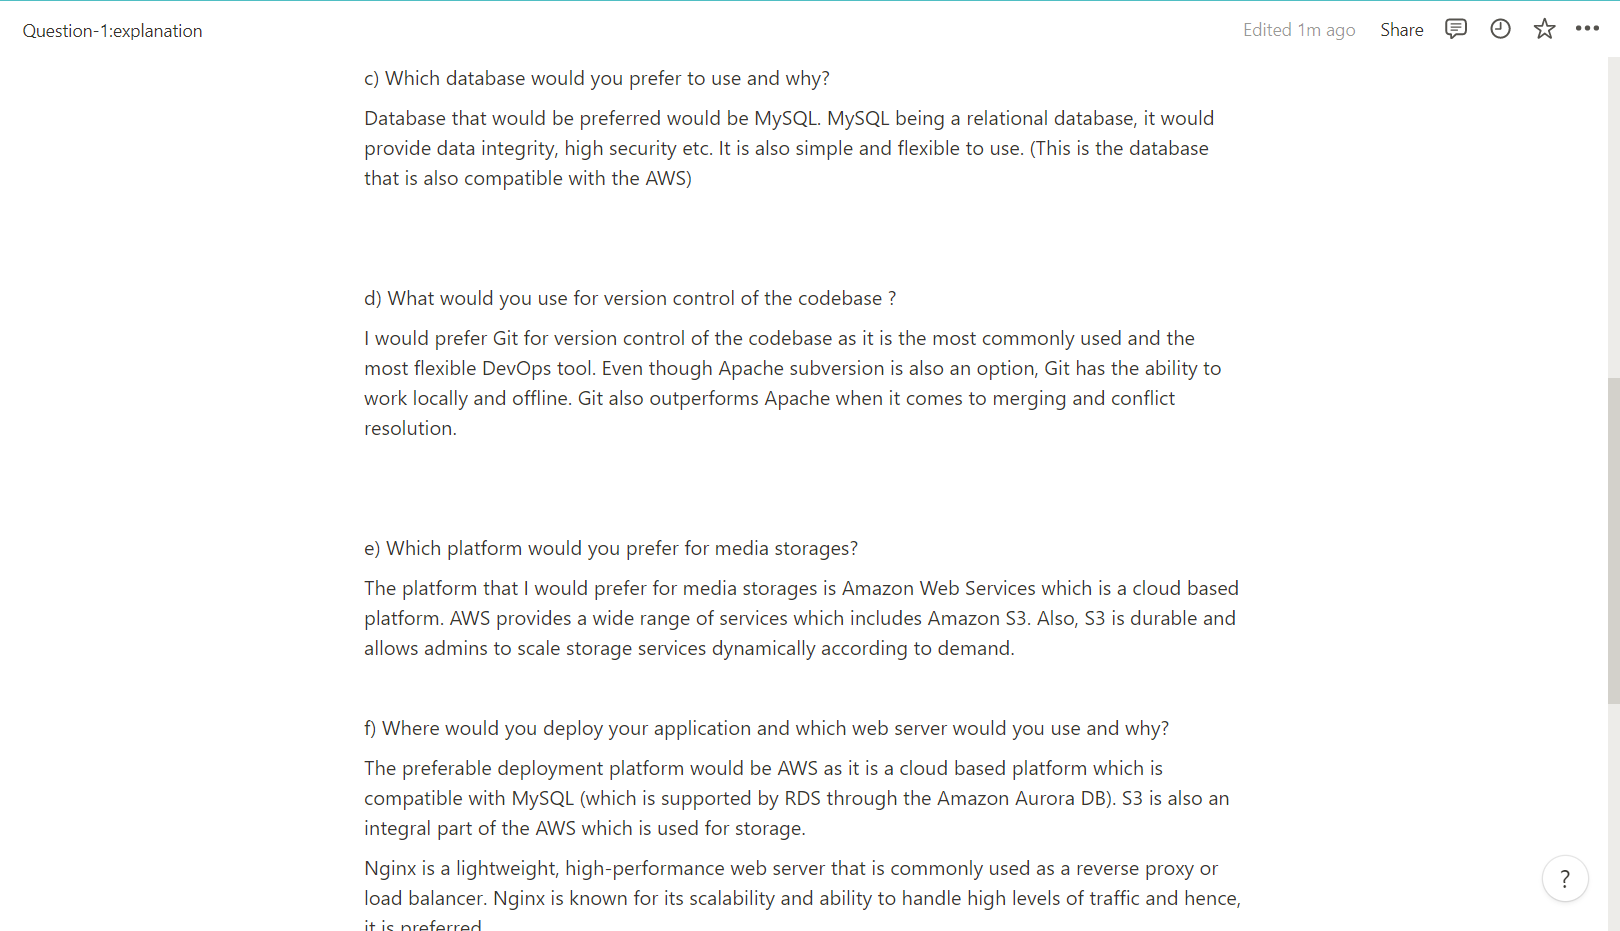 Question-1:explanation
Edited 1m ago
Share
c) Which database would you prefer to use and why?
Database that would be preferred would be MySQL. MySQL being a relational database, it would
provide data integrity, high security etc. It is also simple and flexible to use. (This is the database
that is also compatible with the AWS)
d) What would you use for version control of the codebase ?
I would prefer Git for version control of the codebase as it is the most commonly used and the
most flexible DevOps tool. Even though Apache subversion is also an option, Git has the ability to
work locally and offline. Git also outperforms Apache when it comes to merging and conflict
resolution.
e) Which platform would you prefer for media storages?
The platform that I would prefer for media storages is Amazon Web Services which is a cloud based
platform. AWS provides a wide range of services which includes Amazon S3. Also, S3 is durable and
allows admins to scale storage services dynamically according to demand.
f) Where would you deploy your application and which web server would you use and why?
The preferable deployment platform would be AWS as it is a cloud based platform which is
compatible with MySQL (which is supported by RDS through the Amazon Aurora DB). S3 is also an
integral part of the AWS which is used for storage.
Nginx is a lightweight, high-performance web server that is commonly used as a reverse proxy or
load balancer. Nginx is known for its scalability and ability to handle high levels of traffic and hence,
it is preferred
?